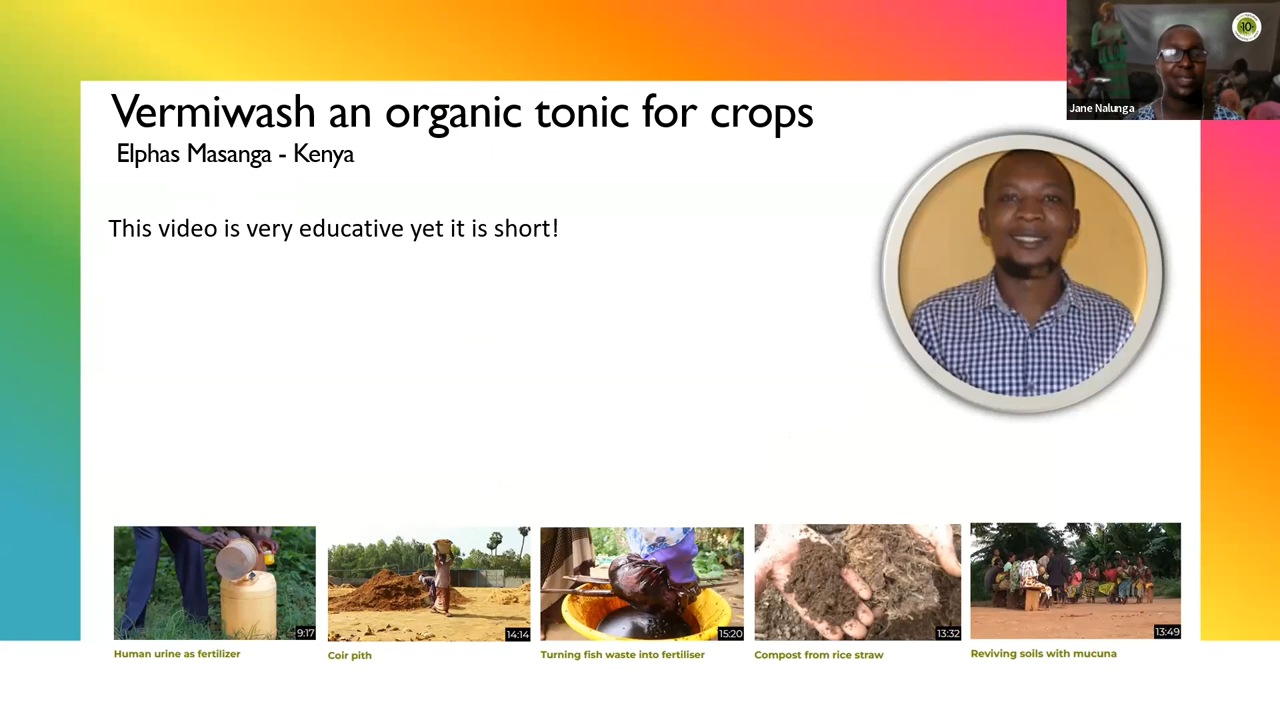 10
Jane Nalunga
Vermiwash an organic tonic for crops
Elphas Masanga - Kenya
This video is very educative yet it is short!
9:17
14:14
15:20
13:32
13:49
Human urine as fertilizer
Coir pith
Turning fish waste into fertiliser
Compost from rice straw
Reviving soils with mucuna